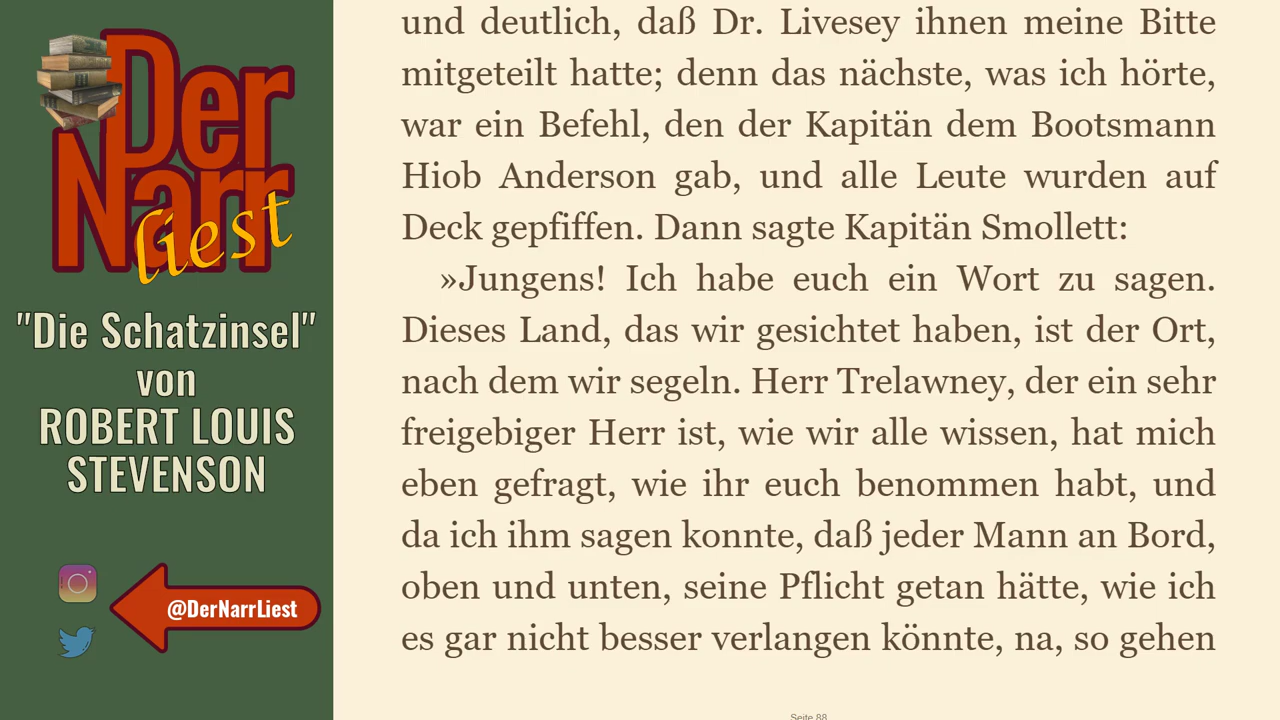 Der
Narr
liest
"Die Schatzinsel"
von
ROBERT LOUIS
STEVENSON
@DerNarrLiest
und deutlich, daß Dr. Livesey ihnen meine Bitte
mitgeteilt hatte; denn das nächste, was ich hörte,
war ein Befehl, den der Kapitän dem Bootsmann
Hiob Anderson gab, und alle Leute wurden auf
Deck gepfiffen. Dann sagte Kapitän Smollett:
»Jungens! Ich habe euch ein Wort zu sagen.
Dieses Land, das wir gesichtet haben, ist der Ort,
nach dem wir segeln. Herr Trelawney, der ein sehr
freigebiger Herr ist, wie wir alle wissen, hat mich
eben gefragt, wie ihr euch benommen habt, und
da ich ihm sagen konnte, daß jeder Mann an Bord,
oben und unten, seine Pflicht getan hätte, wie ich
es gar nicht besser verlangen könnte, na, so gehen
Seite 88